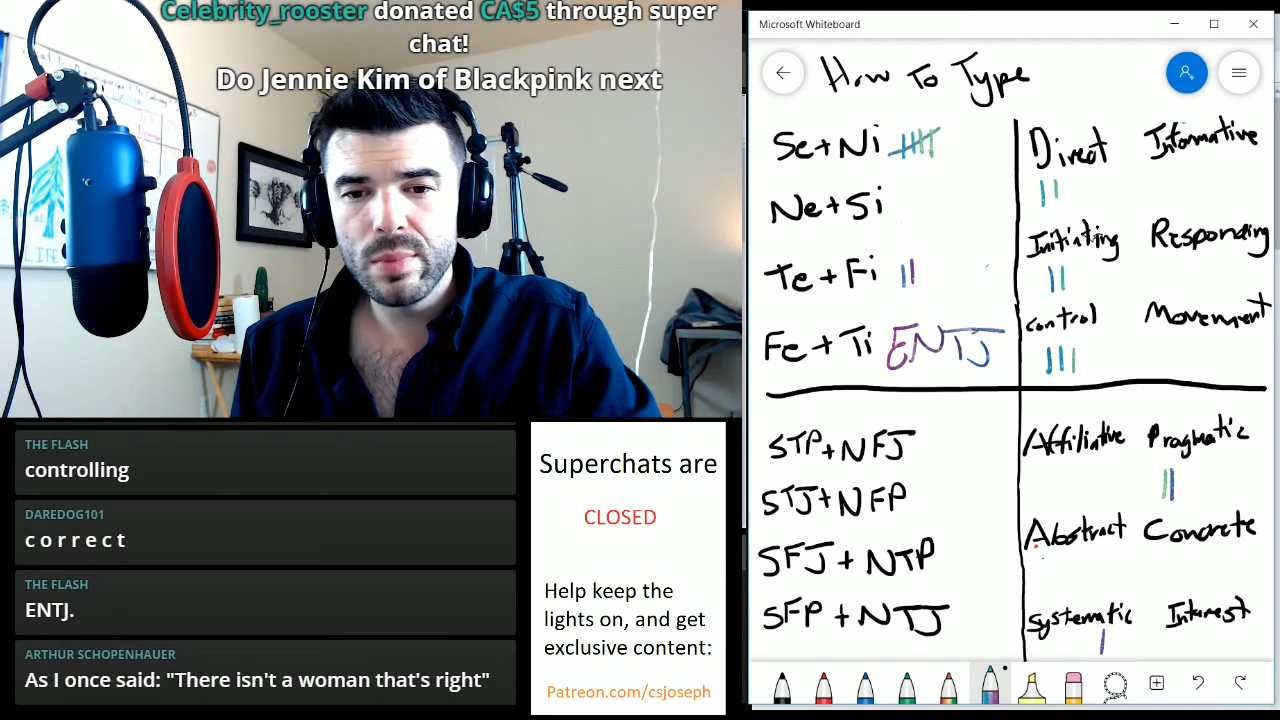 Celebrity_rooster donated CA$5 through super
chat!
Do Jennie Kim of Blackpink next
LIFE
THE FLASH
controlling
DAREDOG101
c o r r e c t
THE FLASH
ENTJ.
ARTHUR SCHOPENHAUER
As I once said: "There isn't a woman that's right"
Superchats are
CLOSED
Help keep the
lights on, and get
exclusive content:
Patreon.com/csjoseph
Microsoft Whiteboard
How To Type
Se+Ni
Ne+Si
Te + Fi
Fe + Ti ENTJ
Direct Informative
Initiating Responding
control Movement
STP+NFJ
STJ+NFP
SFJ + NTP
SFP + NTJ
Affiliative Pragmatic
Abstract Concrete
Systematic Interest